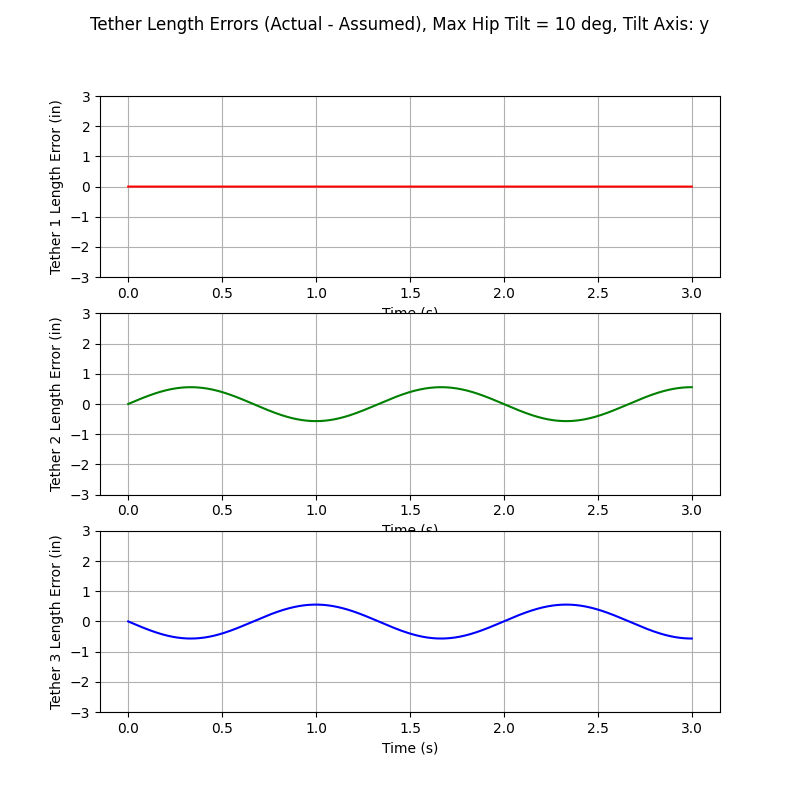 Tether Length Errors (Actual - Assumed), Max Hip Tilt = 10 deg, Tilt Axis: y
Tether 1 Length Error (in)
3
2
1
0
−1
−2
−3
0.0 0.5 1.0 1.5 2.0 2.5 3.0
Time (s)
Tether 2 Length Error (in)
3
2
1
0
−1
−2
−3
0.0 0.5 1.0 1.5 2.0 2.5 3.0
Time (s)
Tether 3 Length Error (in)
3
2
1
0
−1
−2
−3
0.0 0.5 1.0 1.5 2.0 2.5 3.0
Time (s)